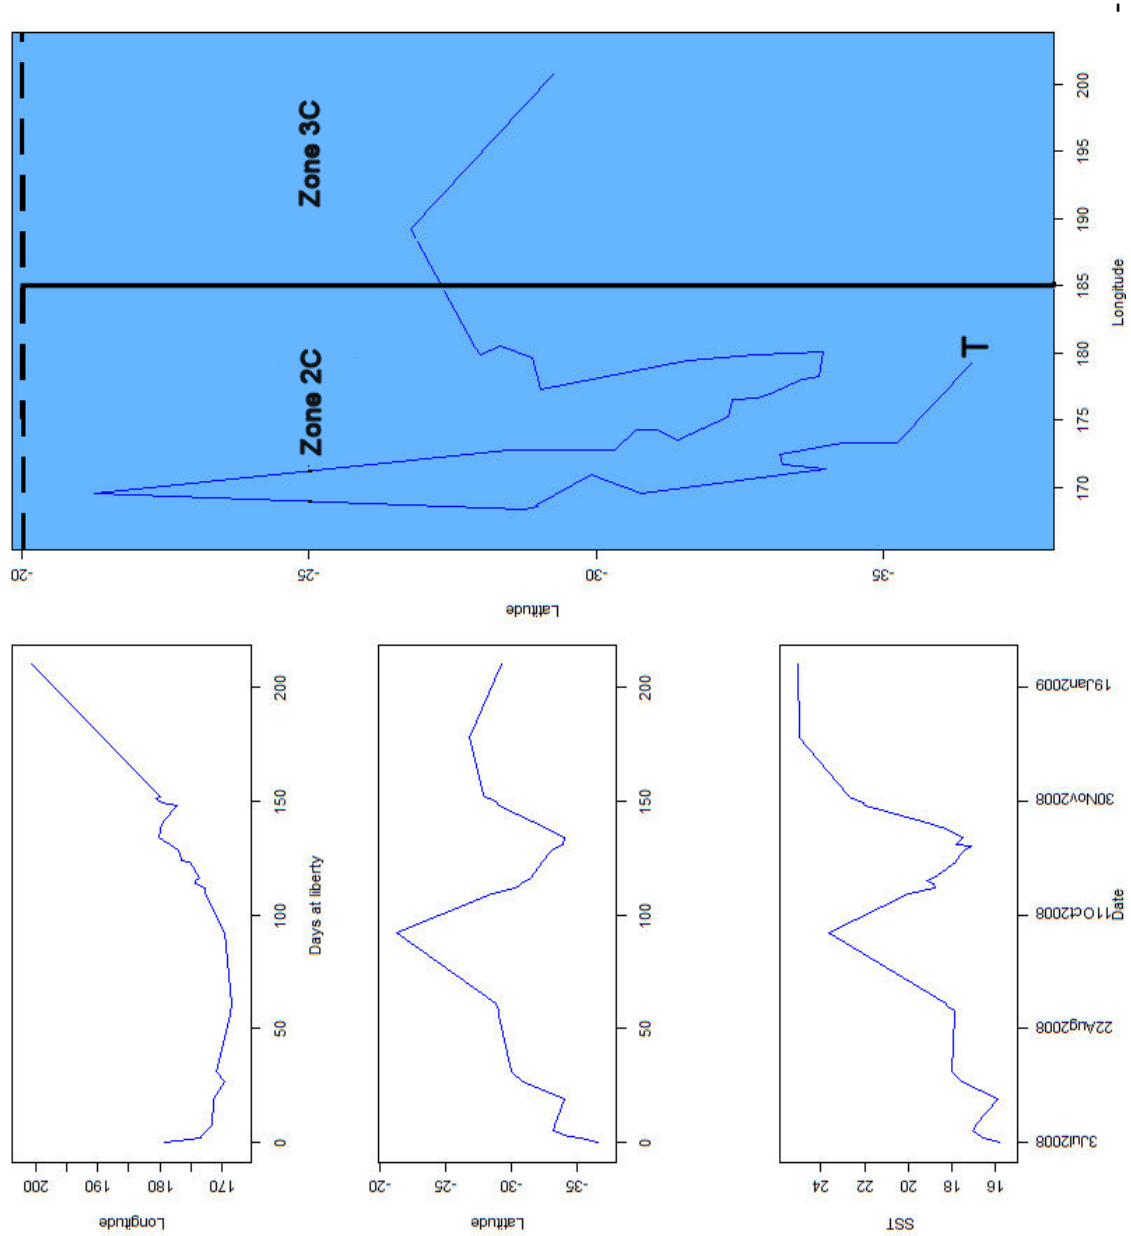 Longitude
200
190
180
170
0
50
100
150
200
Days at liberty
Latitude
-20
-25
-30
-35
0
50
100
150
200
SST
24
22
20
18
16
3Jul2008
22Aug2008
11Oct2008
30Nov2008
19Jan2009
Date
Latitude
-20
-25
-30
-35
Zone 2C
Zone 3C
T
170
175
180
185
190
195
200
Longitude